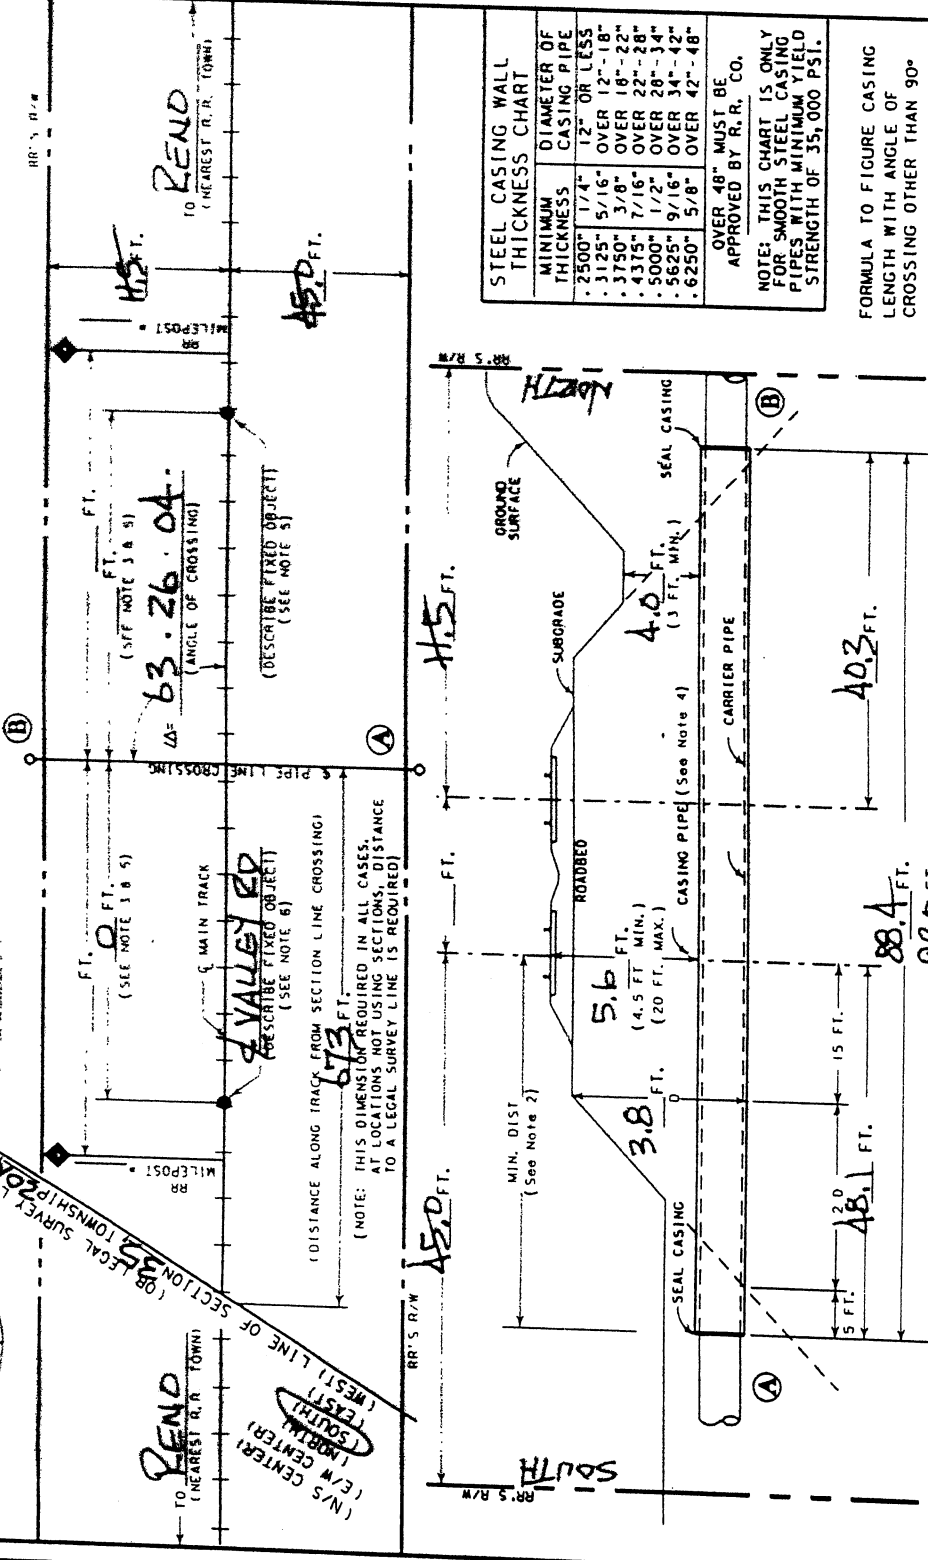 RR'S R/W
TO RENO
(NEAREST R.R. TOWN)
FT.
45.0 FT.
RR MILEPOST
FT.
FT.
(SEE NOTE 3 & 5)
∠= 63.26.04
(ANGLE OF CROSSING)
(DESCRIBE FIXED OBJECT)
(SEE NOTE 5)
B
℄ PIPE LINE CROSSING
A
FT.
0 FT.
(SEE NOTE 3 & 5)
℄ MAIN TRACK
℄ VALLEY RD
(DESCRIBE FIXED OBJECT)
(SEE NOTE 6)
(DISTANCE ALONG TRACK FROM SECTION LINE CROSSING)
673 FT.
(NOTE: THIS DIMENSION REQUIRED IN ALL CASES.
AT LOCATIONS NOT USING SECTIONS, DISTANCE
TO A LEGAL SURVEY LINE IS REQUIRED)
RR MILEPOST
(OR LEGAL SURVEY
TOWNSHIP 20N
LINE OF SECTION 35
(N/S CENTER)
(E/W CENTER)
(NORTH)
(SOUTH)
(EAST)
(WEST)
TO RENO
(NEAREST R.R TOWN)
RR'S R/W
STEEL CASING WALL
THICKNESS CHART
MINIMUM THICKNESS DIAMETER OF CASING PIPE
.2500" 1/4" 12" OR LESS
.3125" 5/16" OVER 12"-18"
.3750" 3/8" OVER 18"-22"
.4375" 7/16" OVER 22"-28"
.5000" 1/2" OVER 28"-34"
.5625" 9/16" OVER 34"-42"
.6250" 5/8" OVER 42"-48"
OVER 48" MUST BE
APPROVED BY R.R. CO.
NOTE: THIS CHART IS ONLY
FOR SMOOTH STEEL CASING
PIPES WITH MINIMUM YIELD
STRENGTH OF 35,000 PSI.
FORMULA TO FIGURE CASING
LENGTH WITH ANGLE OF
CROSSING OTHER THAN 90°
SOUTH
RR'S R/W
45.0 FT.
FT.
FT.
RR'S R/W
NORTH
MIN. DIST
(See Note 2)
GROUND
SURFACE
SUBGRADE
ROADBED
3.8 FT.
5.6 FT.
(4.5 FT MIN.)
(20 FT. MAX.)
4.0 FT.
(3 FT. MIN.)
SEAL CASING
CASING PIPE (See Note 4)
CARRIER PIPE
SEAL CASING
A
B
D
5 FT.
2 D
15 FT.
48.1 FT.
40.3 FT.
88.4 FT.